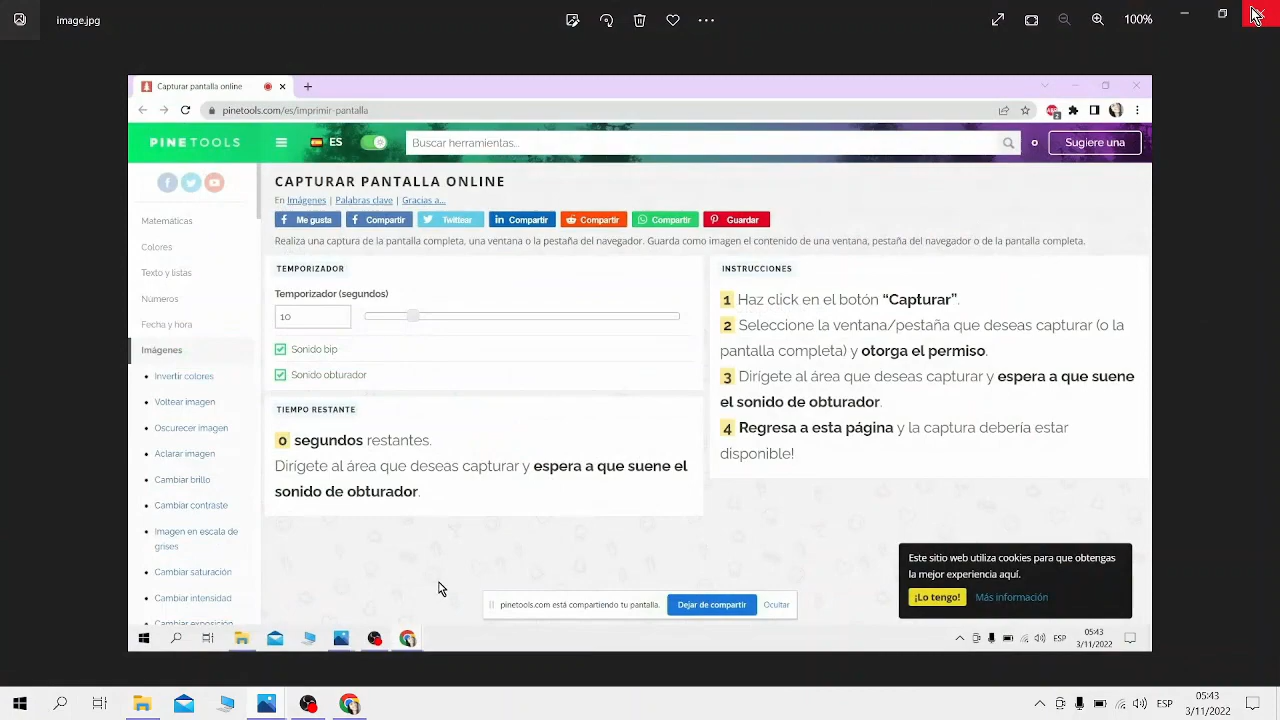 image.jpg
100%
Capturar pantalla online
pinetools.com/es/imprimir-pantalla
2
PINETOOLS
ES
Buscar herramientas...
Sugiere una
CAPTURAR PANTALLA ONLINE
En Imágenes | Palabras clave | Gracias a...
Me gusta Compartir Twittear Compartir Compartir Compartir Guardar
Realiza una captura de la pantalla completa, una ventana o la pestaña del navegador. Guarda como imagen el contenido de una ventana, pestaña del navegador o de la pantalla completa.
Matemáticas
Colores
Texto y listas
Números
Fecha y hora
Imágenes
Invertir colores
Voltear imagen
Oscurecer imagen
Aclarar imagen
Cambiar brillo
Cambiar contraste
Imagen en escala de
grises
Cambiar saturación
Cambiar intensidad
Cambiar exposición
TEMPORIZADOR
Temporizador (segundos)
10
Sonido bip
Sonido obturador
TIEMPO RESTANTE
0 segundos restantes.
Dirígete al área que deseas capturar y espera a que suene el
sonido de obturador.
INSTRUCCIONES
1 Haz click en el botón “Capturar”.
2 Seleccione la ventana/pestaña que deseas capturar (o la
pantalla completa) y otorga el permiso.
3 Dirígete al área que deseas capturar y espera a que suene
el sonido de obturador.
4 Regresa a esta página y la captura debería estar
disponible!
Este sitio web utiliza cookies para que obtengas
la mejor experiencia aquí.
¡Lo tengo! Más información
pinetools.com está compartiendo tu pantalla. Dejar de compartir Ocultar
ESP
05:43
3/11/2022
ESP
05:43
3/11/2022